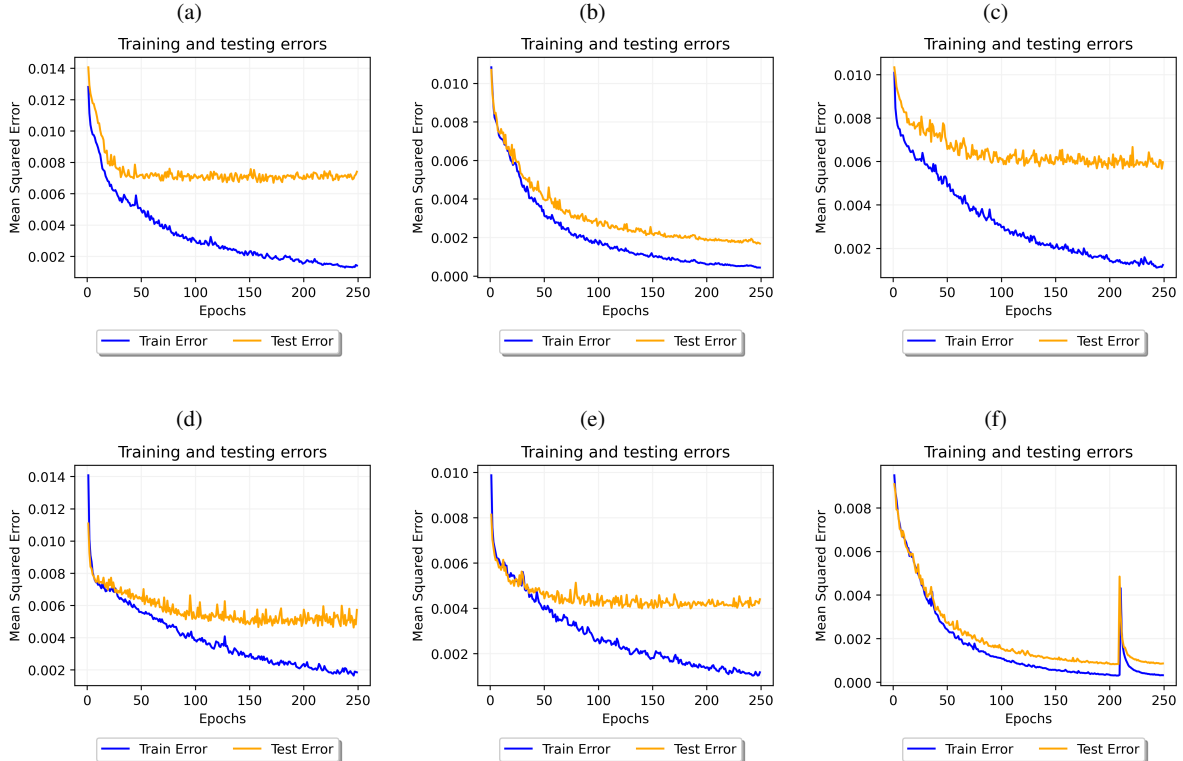 (a)
Training and testing errors
Mean Squared Error
0.014
0.012
0.010
0.008
0.006
0.004
0.002
0 50 100 150 200 250
Epochs
Train Error Test Error
(b)
Training and testing errors
Mean Squared Error
0.010
0.008
0.006
0.004
0.002
0.000
0 50 100 150 200 250
Epochs
Train Error Test Error
(c)
Training and testing errors
Mean Squared Error
0.010
0.008
0.006
0.004
0.002
0 50 100 150 200 250
Epochs
Train Error Test Error
(d)
Training and testing errors
Mean Squared Error
0.014
0.012
0.010
0.008
0.006
0.004
0.002
0 50 100 150 200 250
Epochs
Train Error Test Error
(e)
Training and testing errors
Mean Squared Error
0.010
0.008
0.006
0.004
0.002
0 50 100 150 200 250
Epochs
Train Error Test Error
(f)
Training and testing errors
Mean Squared Error
0.008
0.006
0.004
0.002
0.000
0 50 100 150 200 250
Epochs
Train Error Test Error